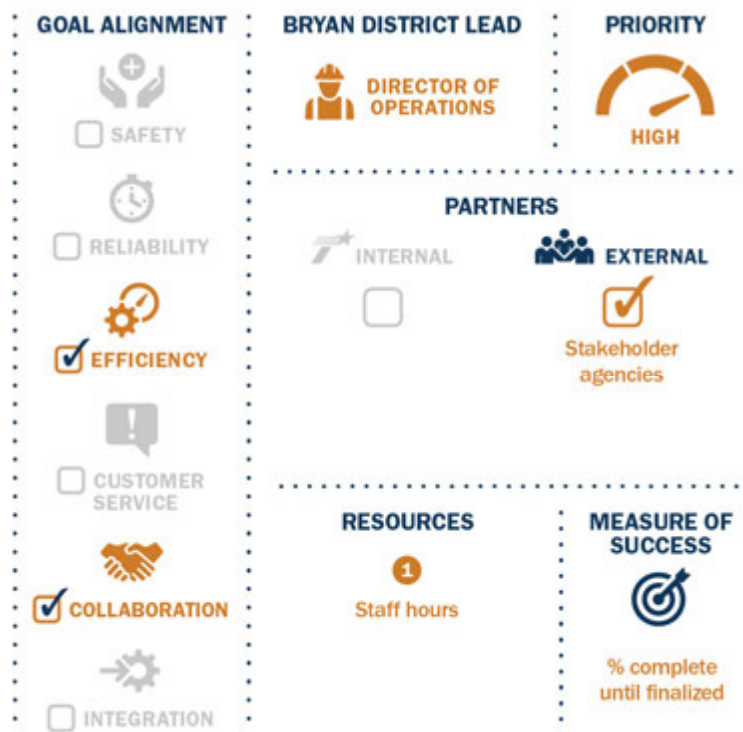 GOAL ALIGNMENT
SAFETY
RELIABILITY
EFFICIENCY
CUSTOMER
SERVICE
COLLABORATION
INTEGRATION
BRYAN DISTRICT LEAD
DIRECTOR OF
OPERATIONS
PRIORITY
HIGH
PARTNERS
INTERNAL
EXTERNAL
Stakeholder
agencies
RESOURCES
1
Staff hours
MEASURE OF
SUCCESS
% complete
until finalized